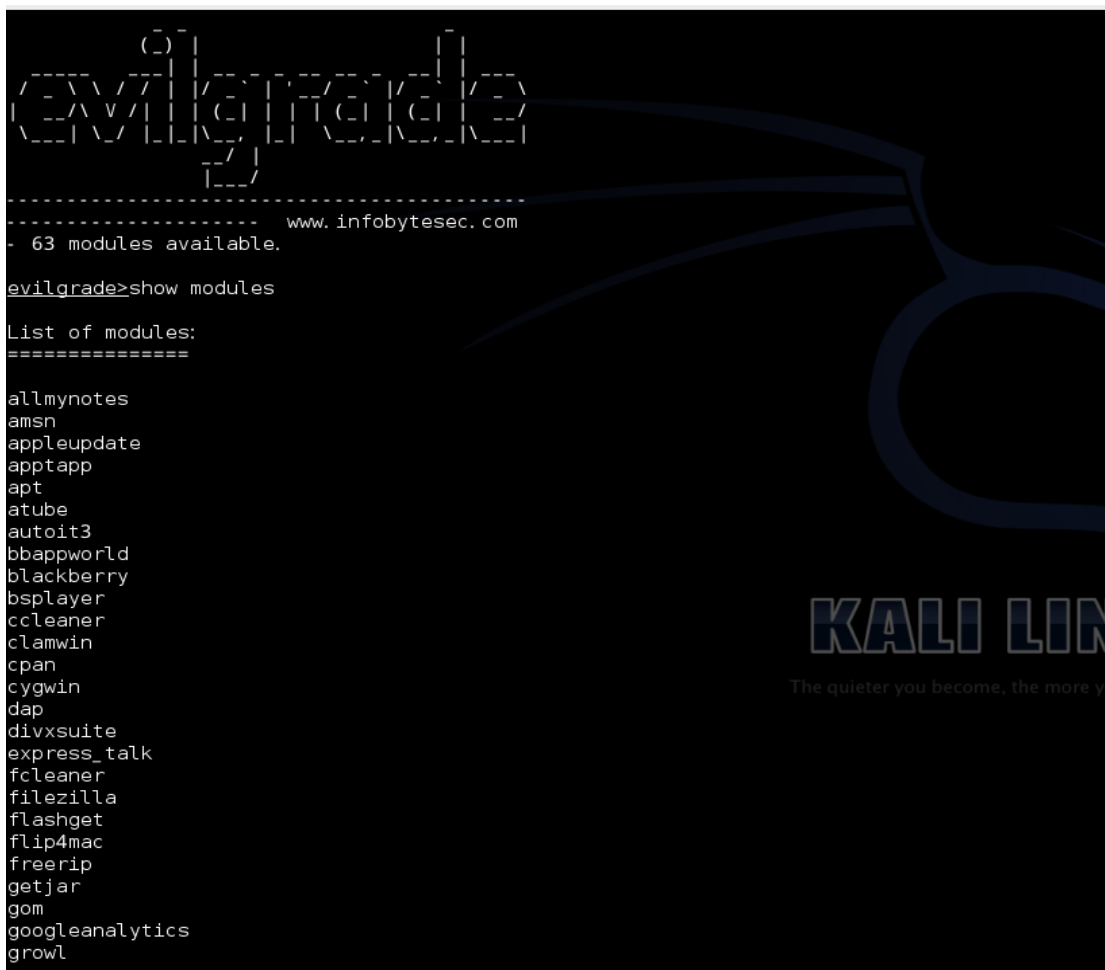 evilgrade
www.infobytesec.com
- 63 modules available.
evilgrade>show modules
List of modules:
===============
allmynotes
amsn
appleupdate
apptapp
apt
atube
autoit3
bbappworld
blackberry
bsplayer
ccleaner
clamwin
cpan
cygwin
dap
divxsuite
express_talk
fcleaner
filezilla
flashget
flip4mac
freerip
getjar
gom
googleanalytics
growl
KALI LIN
The quieter you become, the more y